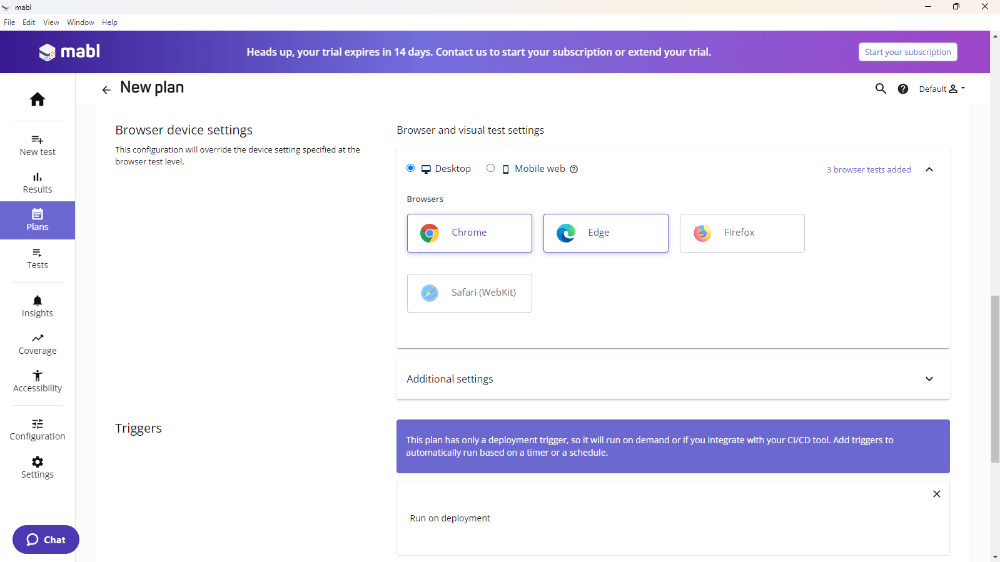 mabl
File Edit View Window Help
mabl
Heads up, your trial expires in 14 days. Contact us to start your subscription or extend your trial.
Start your subscription
New plan
Default
New test
Results
Plans
Tests
Insights
Coverage
Accessibility
Configuration
Settings
Chat
Browser device settings
This configuration will override the device setting specified at the
browser test level.
Browser and visual test settings
Desktop
Mobile web
3 browser tests added
Browsers
Chrome
Edge
Firefox
Safari (WebKit)
Additional settings
Triggers
This plan has only a deployment trigger, so it will run on demand or if you integrate with your CI/CD tool. Add triggers to
automatically run based on a timer or a schedule.
Run on deployment